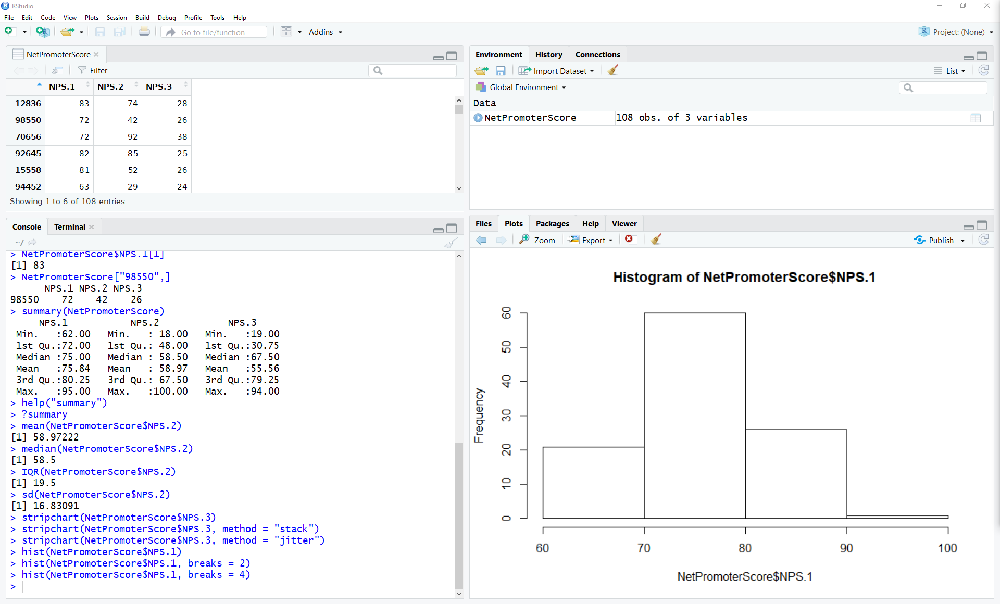 RStudio
File Edit Code View Plots Session Build Debug Profile Tools Help
Go to file/function Addins Project: (None)
NetPromoterScore
Filter
NPS.1 NPS.2 NPS.3
12836 83 74 28
98550 72 42 26
70656 72 92 38
92645 82 85 25
15558 81 52 26
94452 63 29 24
Showing 1 to 6 of 108 entries
Console Terminal
~/
> NetPromoterScore$NPS.1[1]
[1] 83
> NetPromoterScore["98550",]
NPS.1 NPS.2 NPS.3
98550 72 42 26
> summary(NetPromoterScore)
NPS.1 NPS.2 NPS.3
Min. :62.00 Min. : 18.00 Min. :19.00
1st Qu.:72.00 1st Qu.: 48.00 1st Qu.:30.75
Median :75.00 Median : 58.50 Median :67.50
Mean :75.84 Mean : 58.97 Mean :55.56
3rd Qu.:80.25 3rd Qu.: 67.50 3rd Qu.:79.25
Max. :95.00 Max. :100.00 Max. :94.00
> help("summary")
> ?summary
> mean(NetPromoterScore$NPS.2)
[1] 58.97222
> median(NetPromoterScore$NPS.2)
[1] 58.5
> IQR(NetPromoterScore$NPS.2)
[1] 19.5
> sd(NetPromoterScore$NPS.2)
[1] 16.83091
> stripchart(NetPromoterScore$NPS.3)
> stripchart(NetPromoterScore$NPS.3, method = "stack")
> stripchart(NetPromoterScore$NPS.3, method = "jitter")
> hist(NetPromoterScore$NPS.1)
> hist(NetPromoterScore$NPS.1, breaks = 2)
> hist(NetPromoterScore$NPS.1, breaks = 4)
>
Environment History Connections
Import Dataset List
Global Environment
Data
NetPromoterScore 108 obs. of 3 variables
Files Plots Packages Help Viewer
Zoom Export Publish
Histogram of NetPromoterScore$NPS.1
Frequency
60
50
40
30
20
10
0
60 70 80 90 100
NetPromoterScore$NPS.1